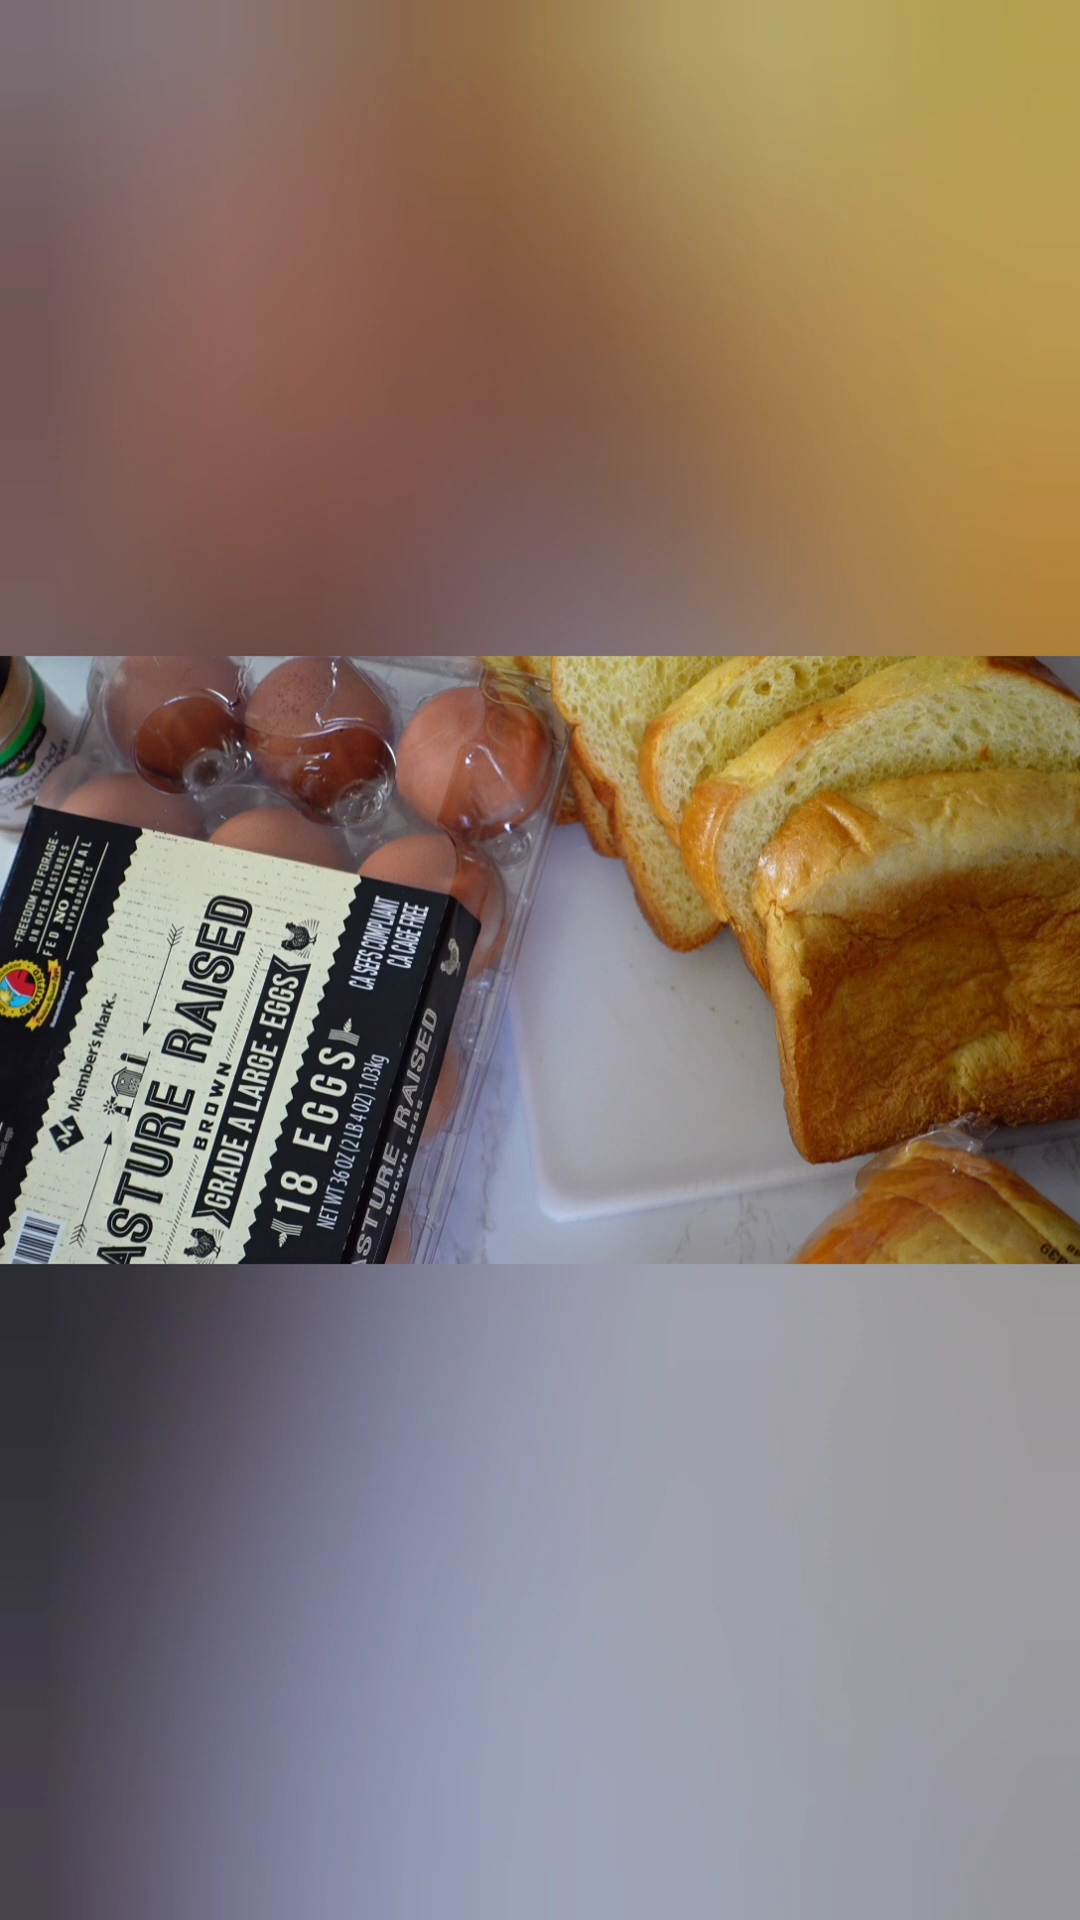 Ground
-FREEDOM TO FORAGE-
ON OPEN PASTURES
FED NO ANIMAL
BYPRODUCTS
CERTIFIED
Member's Mark
ASTURE RAISED
BROWN
GRADE A LARGE • EGGS
18 EGGS
NET WT 36 OZ (2 LB 4 OZ) 1.03kg
CA SEFS COMPLIANT
CA CAGE FREE
ASTURE RAISED
BROWN EGGS